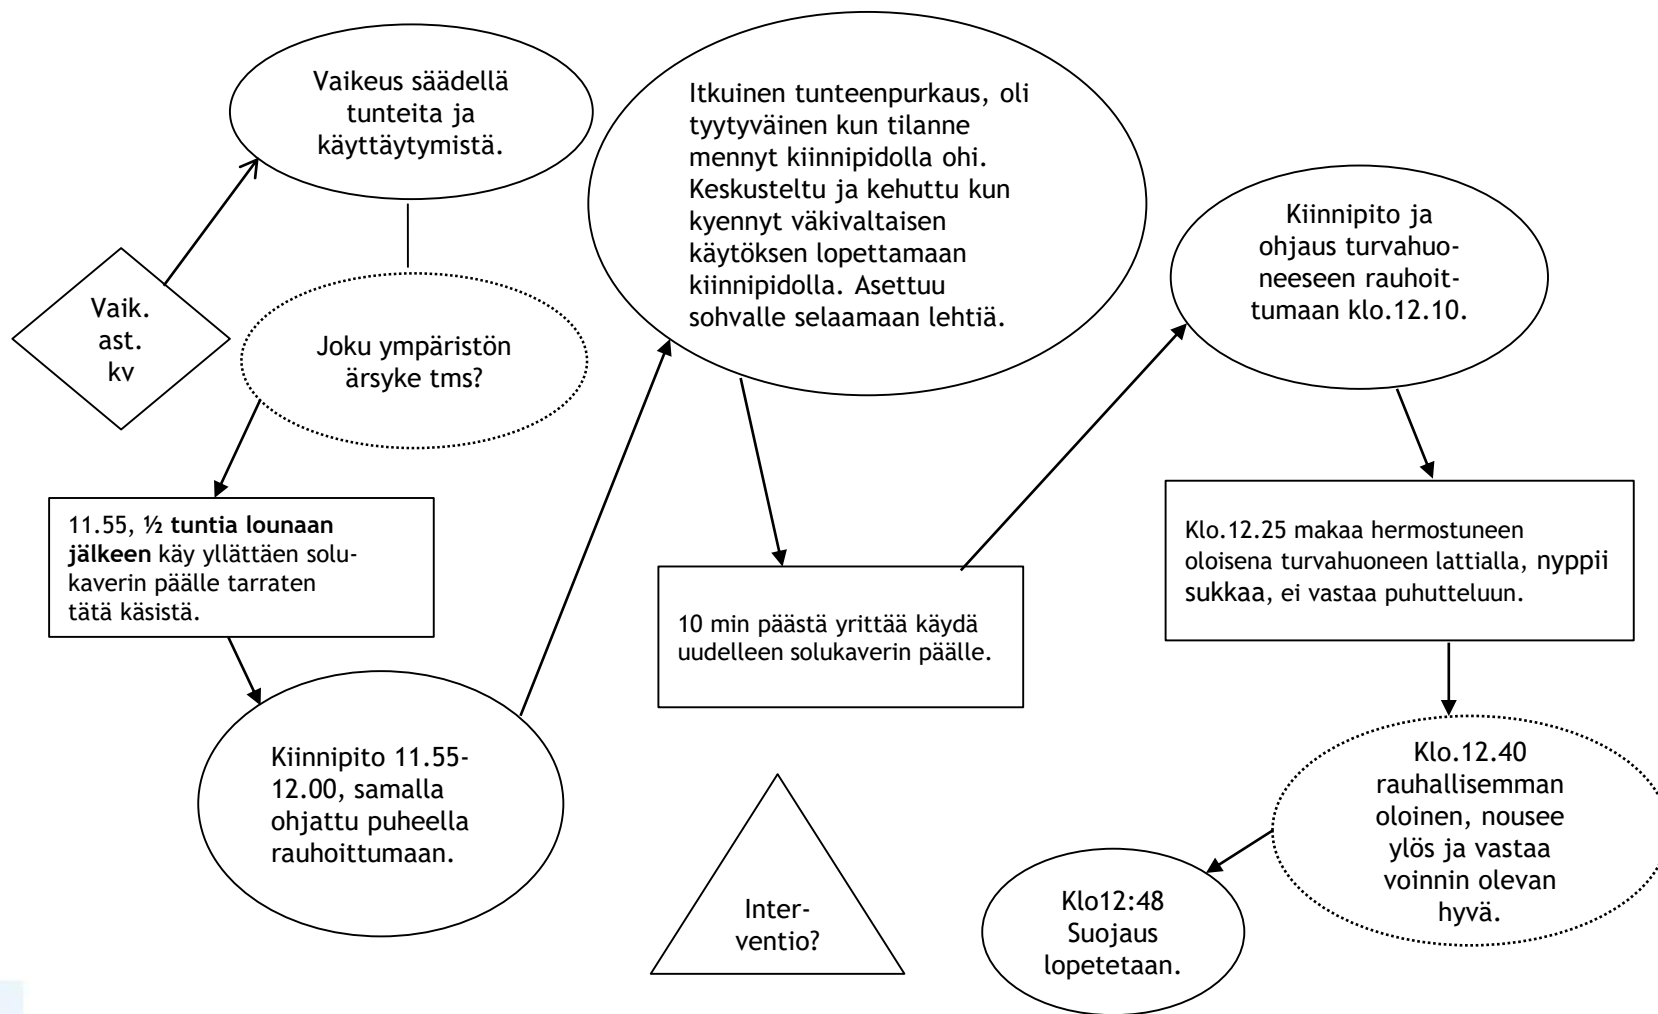 Vaikeus säädellä
tunteita ja
käyttäytymistä.
Vaik.
ast.
kv
Joku ympäristön
ärsyke tms?
11.55, ½ tuntia lounaan
jälkeen käy yllättäen solu-
kaverin päälle tarraten
tätä käsistä.
Kiinnipito 11.55-
12.00, samalla
ohjattu puheella
rauhoittumaan.
Itkuinen tunteenpurkaus, oli
tyytyväinen kun tilanne
mennyt kiinnipidolla ohi.
Keskusteltu ja kehuttu kun
kyennyt väkivaltaisen
käytöksen lopettamaan
kiinnipidolla. Asettuu
sohvalle selaamaan lehtiä.
10 min päästä yrittää käydä
uudelleen solukaverin päälle.
Inter-
ventio?
Kiinnipito ja
ohjaus turvahuo-
neeseen rauhoit-
tumaan klo.12.10.
Klo.12.25 makaa hermostuneen
oloisena turvahuoneen lattialla, nyppii
sukkaa, ei vastaa puhutteluun.
Klo.12.40
rauhallisemman
oloinen, nousee
ylös ja vastaa
voinnin olevan
hyvä.
Klo12:48
Suojaus
lopetetaan.